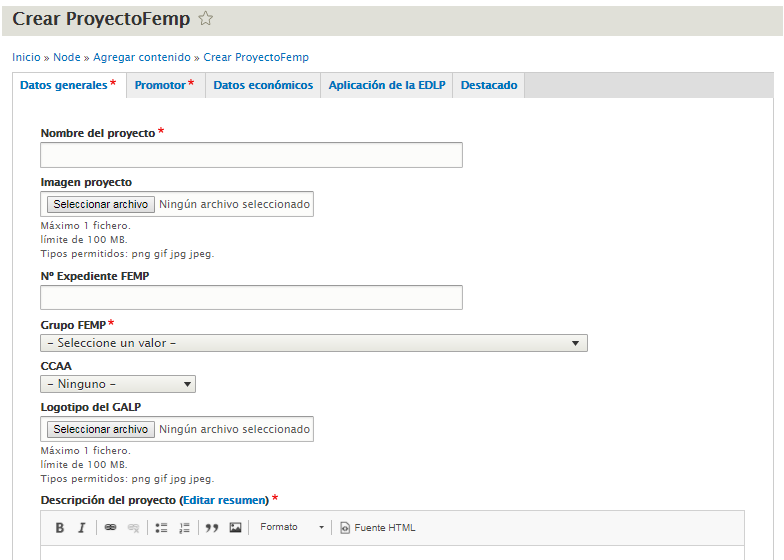 Crear ProyectoFemp
Inicio » Node » Agregar contenido » Crear ProyectoFemp
Datos generales * Promotor * Datos económicos Aplicación de la EDLP Destacado
Nombre del proyecto *
Imagen proyecto
Seleccionar archivo Ningún archivo seleccionado
Máximo 1 fichero.
límite de 100 MB.
Tipos permitidos: png gif jpg jpeg.
Nº Expediente FEMP
Grupo FEMP *
- Seleccione un valor -
CCAA
- Ninguno -
Logotipo del GALP
Seleccionar archivo Ningún archivo seleccionado
Máximo 1 fichero.
límite de 100 MB.
Tipos permitidos: png gif jpg jpeg.
Descripción del proyecto (Editar resumen) *
B I Formato Fuente HTML